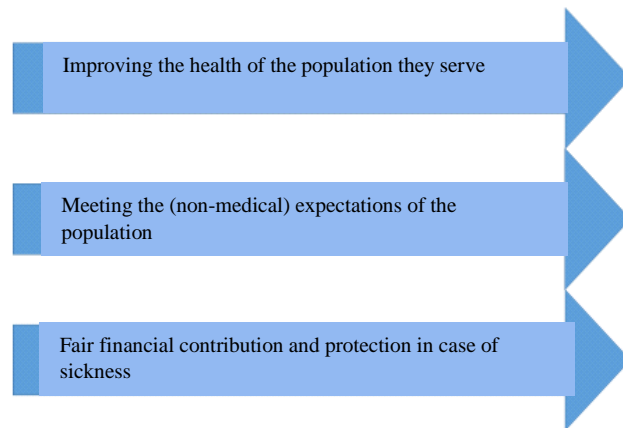 Improving the health of the population they serve
Meeting the (non-medical) expectations of the
population
Fair financial contribution and protection in case of
sickness